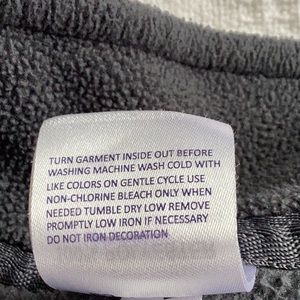 TURN GARMENT INSIDE OUT BEFORE
WASHING MACHINE WASH COLD WITH
LIKE COLORS ON GENTLE CYCLE USE
NON-CHLORINE BLEACH ONLY WHEN
NEEDED TUMBLE DRY LOW REMOVE
PROMPTLY LOW IRON IF NECESSARY
DO NOT IRON DECORATION